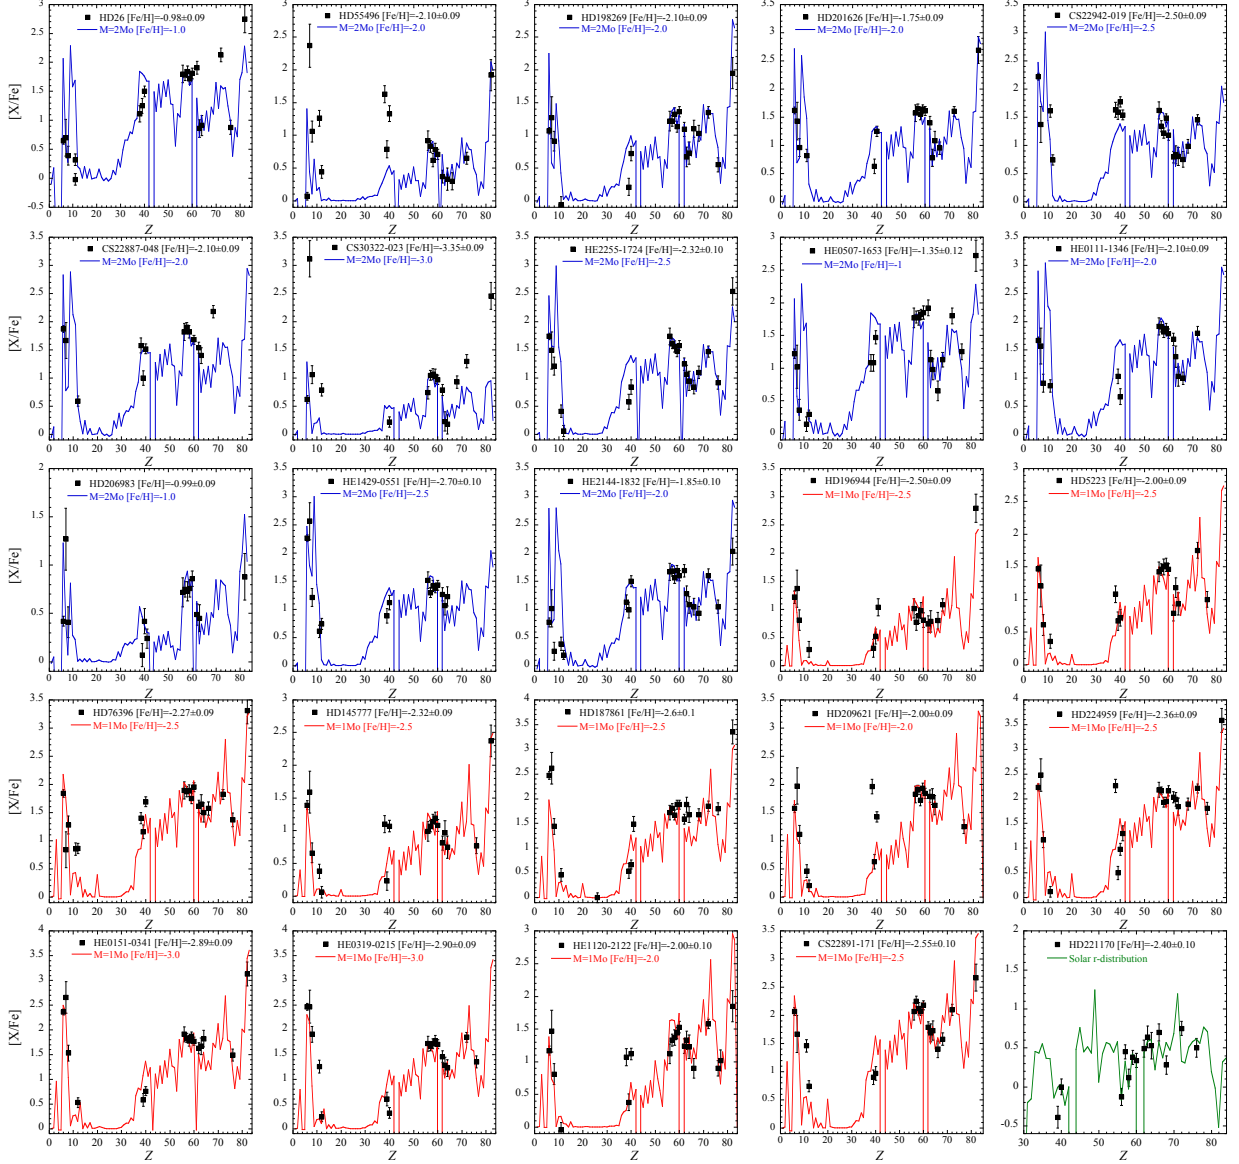 HD26 [Fe/H]=-0.98±0.09
M=2Mo [Fe/H]=-1.0
HD55496 [Fe/H]=-2.10±0.09
M=2Mo [Fe/H]=-2.0
HD198269 [Fe/H]=-2.10±0.09
M=2Mo [Fe/H]=-2.0
HD201626 [Fe/H]=-1.75±0.09
M=2Mo [Fe/H]=-2.0
CS22942-019 [Fe/H]=-2.50±0.09
M=2Mo [Fe/H]=-2.5
[X/Fe]
Z
Z
Z
Z
Z
CS22887-048 [Fe/H]=-2.10±0.09
M=2Mo [Fe/H]=-2.0
CS30322-023 [Fe/H]=-3.35±0.09
M=2Mo [Fe/H]=-3.0
HE2255-1724 [Fe/H]=-2.32±0.10
M=2Mo [Fe/H]=-2.5
HE0507-1653 [Fe/H]=-1.35±0.12
M=2Mo [Fe/H]=-1
HE0111-1346 [Fe/H]=-2.10±0.09
M=2Mo [Fe/H]=-2.0
[X/Fe]
Z
Z
Z
Z
Z
HD206983 [Fe/H]=-0.99±0.09
M=2Mo [Fe/H]=-1.0
HE1429-0551 [Fe/H]=-2.70±0.10
M=2Mo [Fe/H]=-2.5
HE2144-1832 [Fe/H]=-1.85±0.10
M=2Mo [Fe/H]=-2.0
HD196944 [Fe/H]=-2.50±0.09
M=1Mo [Fe/H]=-2.5
HD5223 [Fe/H]=-2.00±0.09
M=1Mo [Fe/H]=-2.5
[X/Fe]
Z
Z
Z
Z
Z
HD76396 [Fe/H]=-2.27±0.09
M=1Mo [Fe/H]=-2.5
HD145777 [Fe/H]=-2.32±0.09
M=1Mo [Fe/H]=-2.5
HD187861 [Fe/H]=-2.6±0.1
M=1Mo [Fe/H]=-2.5
HD209621 [Fe/H]=-2.00±0.09
M=1Mo [Fe/H]=-2.0
HD224959 [Fe/H]=-2.36±0.09
M=1Mo [Fe/H]=-2.5
[X/Fe]
Z
Z
Z
Z
Z
HE0151-0341 [Fe/H]=-2.89±0.09
M=1Mo [Fe/H]=-3.0
HE0319-0215 [Fe/H]=-2.90±0.09
M=1Mo [Fe/H]=-3.0
HE1120-2122 [Fe/H]=-2.00±0.10
M=1Mo [Fe/H]=-2.0
CS22891-171 [Fe/H]=-2.55±0.10
M=1Mo [Fe/H]=-2.5
HD221170 [Fe/H]=-2.40±0.10
Solar r-distribution
[X/Fe]
Z
Z
Z
Z
Z